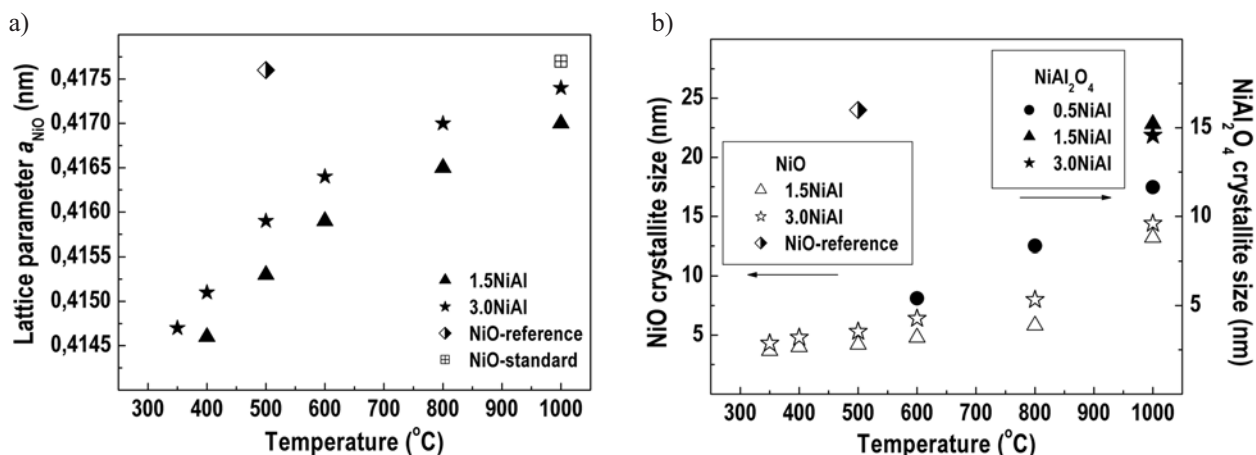 a)
Lattice parameter a_NiO (nm)
0,4175
0,4170
0,4165
0,4160
0,4155
0,4150
0,4145
1.5NiAl
3.0NiAl
NiO-reference
NiO-standard
300 400 500 600 700 800 900 1000
Temperature (°C)
b)
NiO crystallite size (nm)
25
20
15
10
5
NiO
1.5NiAl
3.0NiAl
NiO-reference
NiAl₂O₄
0.5NiAl
1.5NiAl
3.0NiAl
15
10
5
NiAl₂O₄ crystallite size (nm)
300 400 500 600 700 800 900 1000
Temperature (°C)